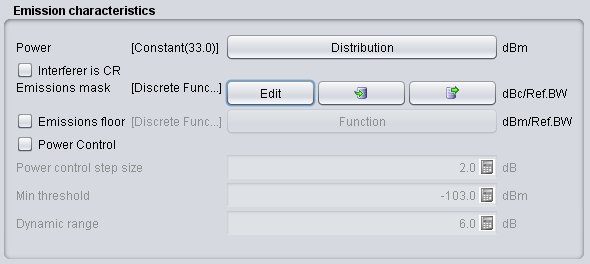 Emission characteristics
Power [Constant(33.0)] Distribution dBm
Interferer is CR
Emissions mask [Discrete Func...] Edit dBc/Ref.BW
Emissions floor [Discrete Func...] Function dBm/Ref.BW
Power Control
Power control step size 2.0 dB
Min threshold -103.0 dBm
Dynamic range 6.0 dB